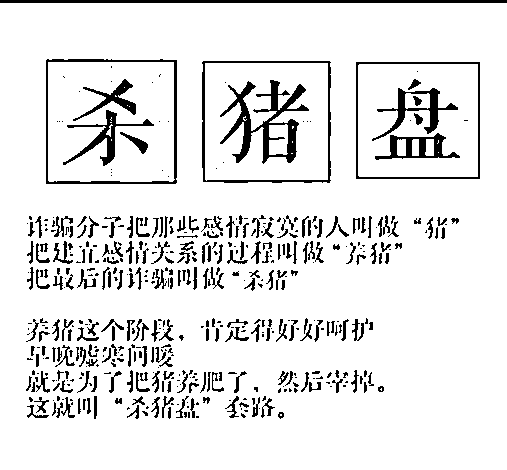 杀猪盘
诈骗分子把那些感情寂寞的人叫做“猪”
把建立感情关系的过程叫做“养猪”
把最后的诈骗叫做“杀猪”
养猪这个阶段，肯定得好好呵护
早晚嘘寒问暖
就是为了把猪养肥了，然后宰掉。
这就叫“杀猪盘”套路。